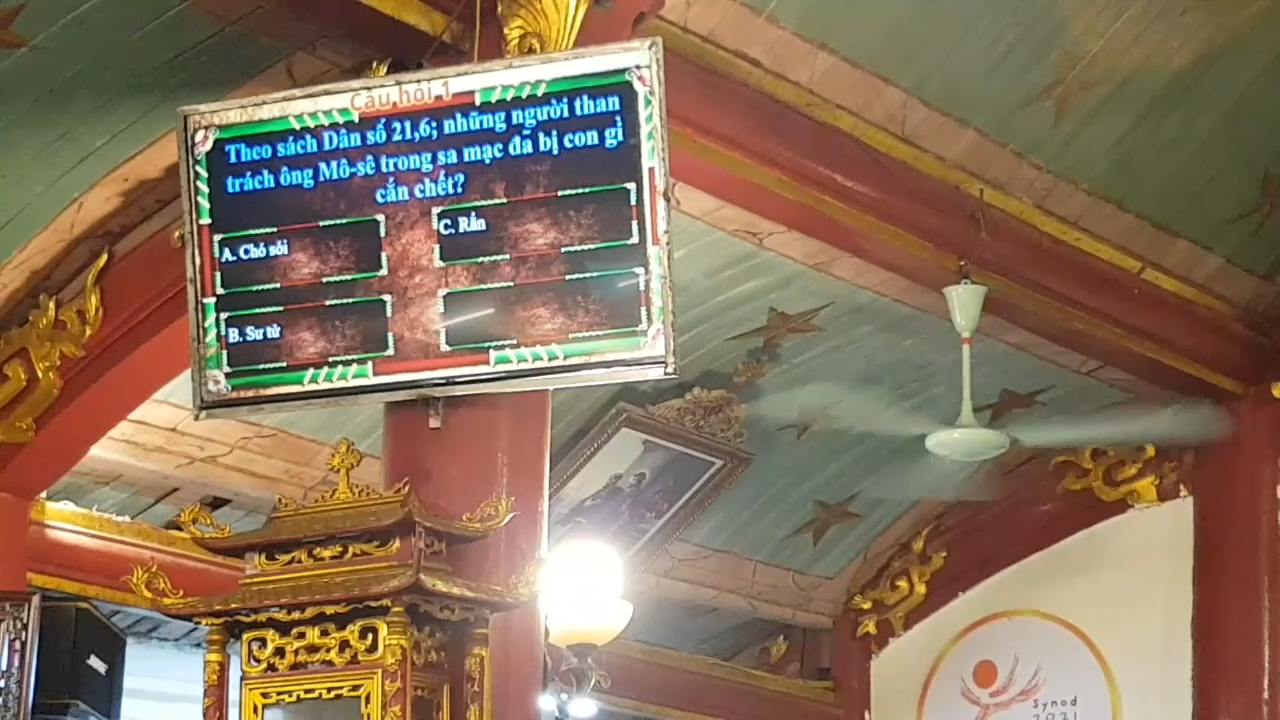 Câu hỏi 1
Theo sách Dân số 21,6; những người than
trách ông Mô-sê trong sa mạc đã bị con gì
cắn chết?
A. Chó sói
C. Rắn
B. Sư tử
Synod
2021